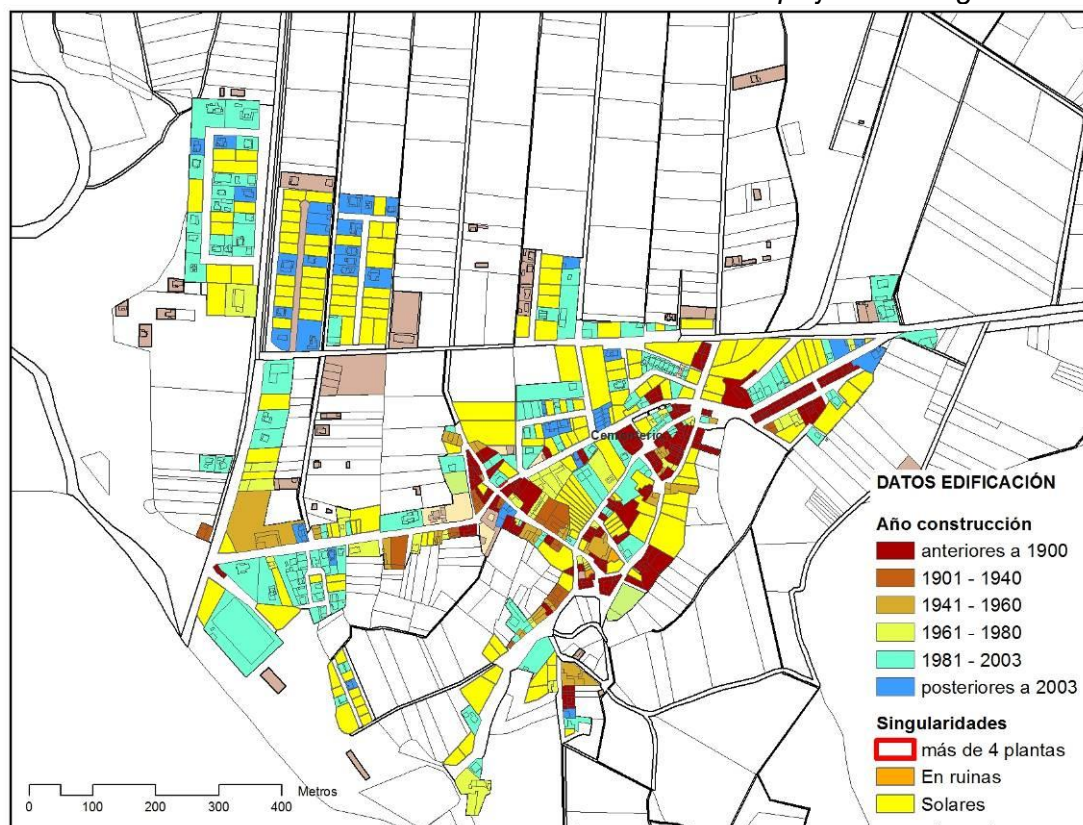 DATOS EDIFICACIÓN
Año construcción
anteriores a 1900
1901 - 1940
1941 - 1960
1961 - 1980
1981 - 2003
posteriores a 2003
Singularidades
más de 4 plantas
En ruinas
Solares
Metros
0 100 200 300 400